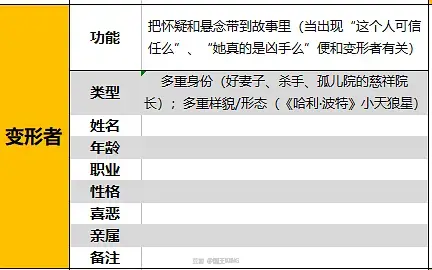 变形者
功能
把怀疑和悬念带到故事里（当出现“这个人可信
任么”、“她真的是凶手么”便和变形者有关）
类型
多重身份（好妻子、杀手、孤儿院的慈祥院
长）；多重样貌/形态（《哈利·波特》小天狼星）
姓名
年龄
职业
性格
喜恶
亲属
备注